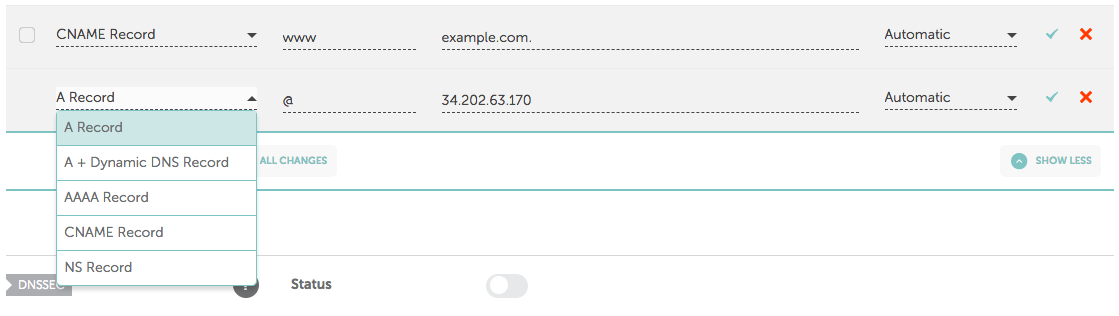 CNAME Record www example.com. Automatic
A Record @ 34.202.63.170 Automatic
A Record
A + Dynamic DNS Record
ALL CHANGES SHOW LESS
AAAA Record
CNAME Record
NS Record
DNSSEC ? Status